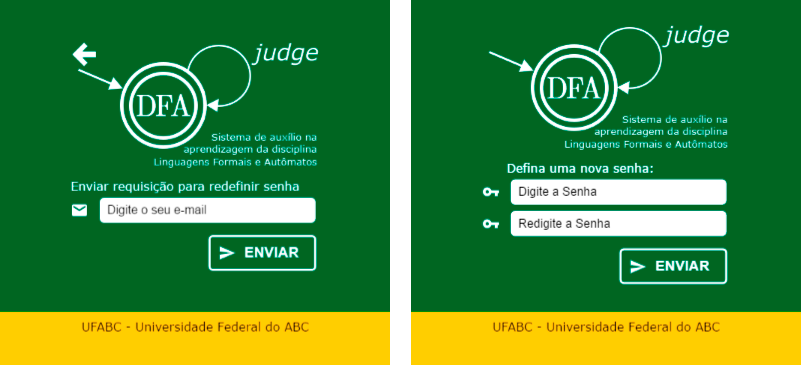 judge
DFA
Sistema de auxílio na
aprendizagem da disciplina
Linguagens Formais e Autômatos
Enviar requisição para redefinir senha
Digite o seu e-mail
ENVIAR
UFABC - Universidade Federal do ABC
judge
DFA
Sistema de auxílio na
aprendizagem da disciplina
Linguagens Formais e Autômatos
Defina uma nova senha:
Digite a Senha
Redigite a Senha
ENVIAR
UFABC - Universidade Federal do ABC